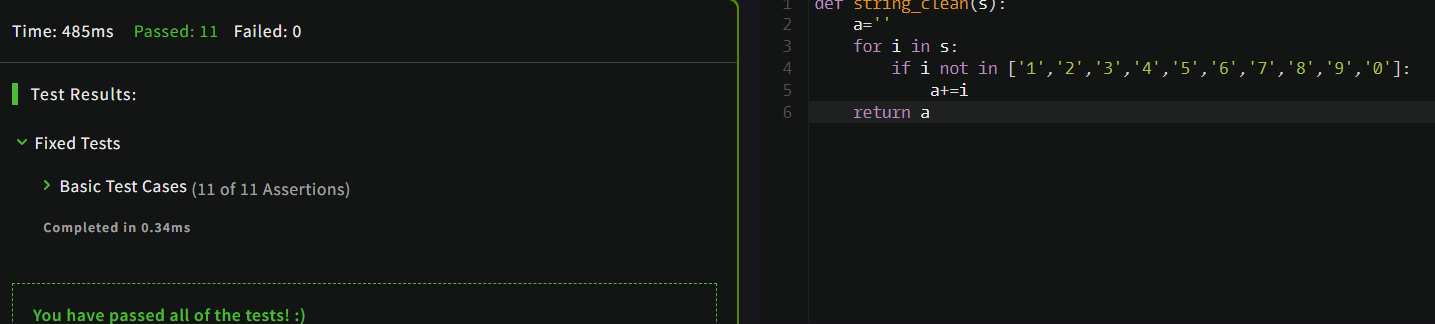 Time: 485ms Passed: 11 Failed: 0
Test Results:
Fixed Tests
Basic Test Cases (11 of 11 Assertions)
Completed in 0.34ms
You have passed all of the tests! :)
1 def string_clean(s):
2 a=''
3 for i in s:
4 if i not in ['1','2','3','4','5','6','7','8','9','0']:
5 a+=i
6 return a